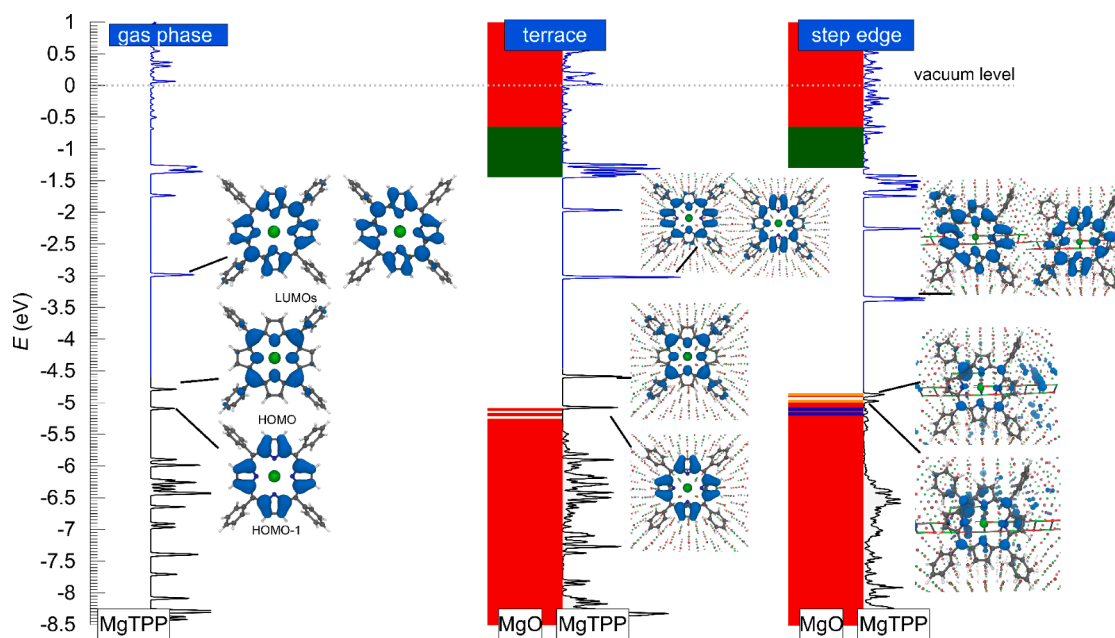 gas phase
terrace
step edge
vacuum level
E (eV)
1
0.5
0
-0.5
-1
-1.5
-2
-2.5
-3
-3.5
-4
-4.5
-5
-5.5
-6
-6.5
-7
-7.5
-8
-8.5
LUMOs
HOMO
HOMO-1
MgTPP
MgO
MgTPP
MgO
MgTPP